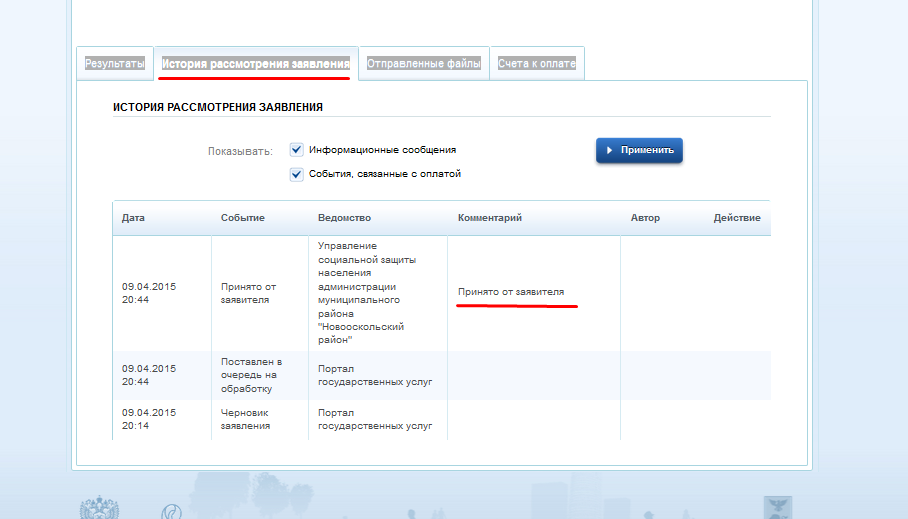 Результаты
История рассмотрения заявления
Отправленные файлы
Счета к оплате
ИСТОРИЯ РАССМОТРЕНИЯ ЗАЯВЛЕНИЯ
Показывать:
Информационные сообщения
Применить
События, связанные с оплатой
Дата
Событие
Ведомство
Комментарий
Автор
Действие
09.04.2015
20:44
Принято от
заявителя
Управление
социальной защиты
населения
администрации
муниципального
района
"Новооскольский
район"
Принято от заявителя
09.04.2015
20:44
Поставлен в
очередь на
обработку
Портал
государственных услуг
09.04.2015
20:14
Черновик
заявления
Портал
государственных услуг